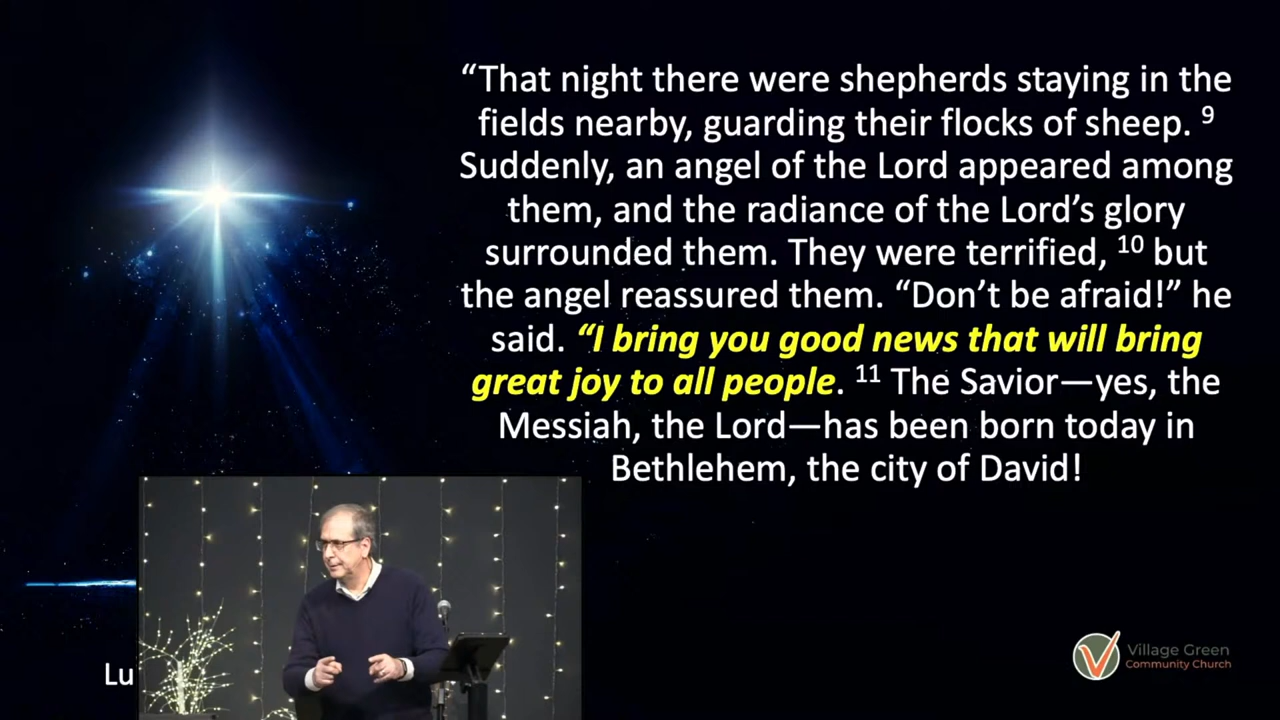 “That night there were shepherds staying in the
fields nearby, guarding their flocks of sheep. 9
Suddenly, an angel of the Lord appeared among
them, and the radiance of the Lord’s glory
surrounded them. They were terrified, 10 but
the angel reassured them. “Don’t be afraid!” he
said. “I bring you good news that will bring
great joy to all people. 11 The Savior—yes, the
Messiah, the Lord—has been born today in
Bethlehem, the city of David!
Lu
Village Green
Community Church